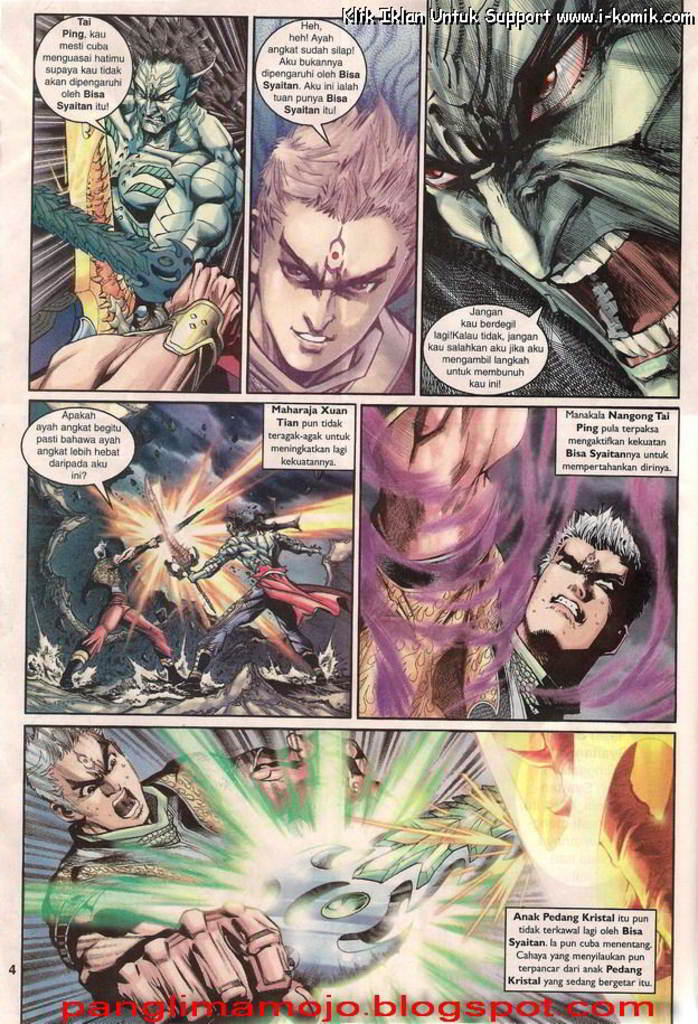 Klik Iklan Untuk Support www.i-komik.com
Tai
Ping, kau
mesti cuba
menguasai hatimu
supaya kau tidak
akan dipengaruhi
oleh Bisa
Syaitan itu!
Heh,
heh! Ayah
angkat sudah silap!
Aku bukannya
dipengaruhi oleh Bisa
Syaitan. Aku ini ialah
tuan punya Bisa
Syaitan itu!
Jangan
kau berdegil
lagi!Kalau tidak, jangan
kau salahkan aku jika aku
mengambil langkah
untuk membunuh
kau ini!
Apakah
ayah angkat begitu
pasti bahawa ayah
angkat lebih hebat
daripada aku
ini?
Maharaja Xuan
Tian pun tidak
teragak-agak untuk
meningkatkan lagi
kekuatannya.
Manakala Nangong Tai
Ping pula terpaksa
mengaktifkan kekuatan
Bisa Syaitannya untuk
mempertahankan dirinya.
Anak Pedang Kristal itu pun
tidak terkawal lagi oleh Bisa
Syaitan. Ia pun cuba menentang.
Cahaya yang menyilaukan pun
terpancar dari anak Pedang
Kristal yang sedang bergetar itu.
4
panglimamojo.blogspot.com